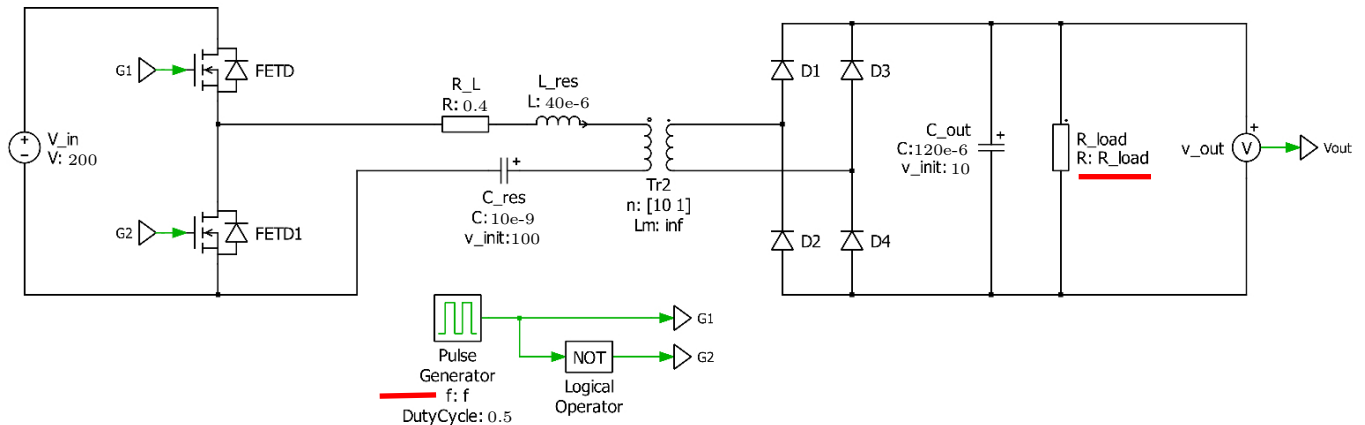 G1
FETD
V_in
V: 200
G2
FETD1
R_L
R: 0.4
L_res
L: 40e-6
C_res
C: 10e-9
v_init:100
Tr2
n: [10 1]
Lm: inf
D1
D3
D2
D4
C_out
C:120e-6
v_init: 10
R_load
R: R_load
v_out
V
Vout
Pulse
Generator
f: f
DutyCycle: 0.5
NOT
Logical
Operator
G1
G2